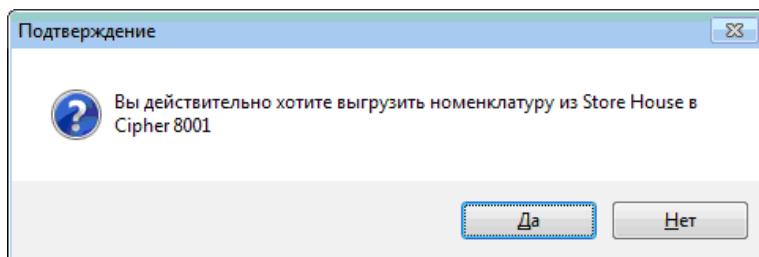 Подтверждение
Вы действительно хотите выгрузить номенклатуру из Store House в
Cipher 8001
Да
Нет